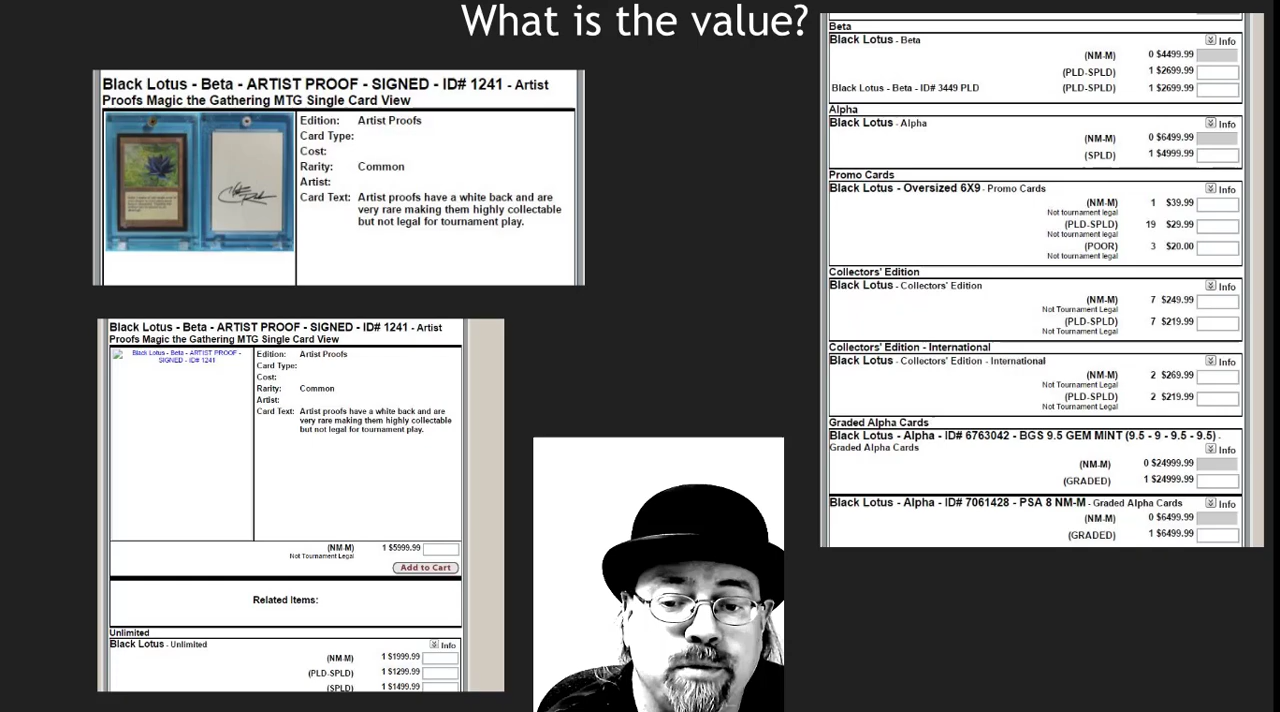 What is the value?
Black Lotus - Beta - ARTIST PROOF - SIGNED - ID# 1241 - Artist
Proofs Magic the Gathering MTG Single Card View
Edition: Artist Proofs
Card Type:
Cost:
Rarity: Common
Artist:
Card Text: Artist proofs have a white back and are
very rare making them highly collectable
but not legal for tournament play.
Black Lotus - Beta - ARTIST PROOF - SIGNED - ID# 1241 - Artist
Proofs Magic the Gathering MTG Single Card View
Black Lotus - Beta - ARTIST PROOF -
SIGNED - ID# 1241
Edition: Artist Proofs
Card Type:
Cost:
Rarity: Common
Artist:
Card Text: Artist proofs have a white back and are
very rare making them highly collectable
but not legal for tournament play.
(NM-M) 1 $5999.99
Not Tournament Legal
Add to Cart
Related Items:
Unlimited
Black Lotus - Unlimited Info
(NM-M) 1 $1999.99
(PLD-SPLD) 1 $1299.99
(SPLD) 1 $1499.99
Beta
Black Lotus - Beta Info
(NM-M) 0 $4499.99
(PLD-SPLD) 1 $2699.99
Black Lotus - Beta - ID# 3449 PLD (PLD-SPLD) 1 $2699.99
Alpha
Black Lotus - Alpha Info
(NM-M) 0 $6499.99
(SPLD) 1 $4999.99
Promo Cards
Black Lotus - Oversized 6X9 - Promo Cards Info
(NM-M) 1 $39.99
Not tournament legal
(PLD-SPLD) 19 $29.99
Not tournament legal
(POOR) 3 $20.00
Not tournament legal
Collectors' Edition
Black Lotus - Collectors' Edition Info
(NM-M) 7 $249.99
Not Tournament Legal
(PLD-SPLD) 7 $219.99
Not Tournament Legal
Collectors' Edition - International
Black Lotus - Collectors' Edition - International Info
(NM-M) 2 $269.99
Not Tournament Legal
(PLD-SPLD) 2 $219.99
Not Tournament Legal
Graded Alpha Cards
Black Lotus - Alpha - ID# 6763042 - BGS 9.5 GEM MINT (9.5 - 9 - 9.5 - 9.5) -
Graded Alpha Cards Info
(NM-M) 0 $24999.99
(GRADED) 1 $24999.99
Black Lotus - Alpha - ID# 7061428 - PSA 8 NM-M - Graded Alpha Cards Info
(NM-M) 0 $6499.99
(GRADED) 1 $6499.99